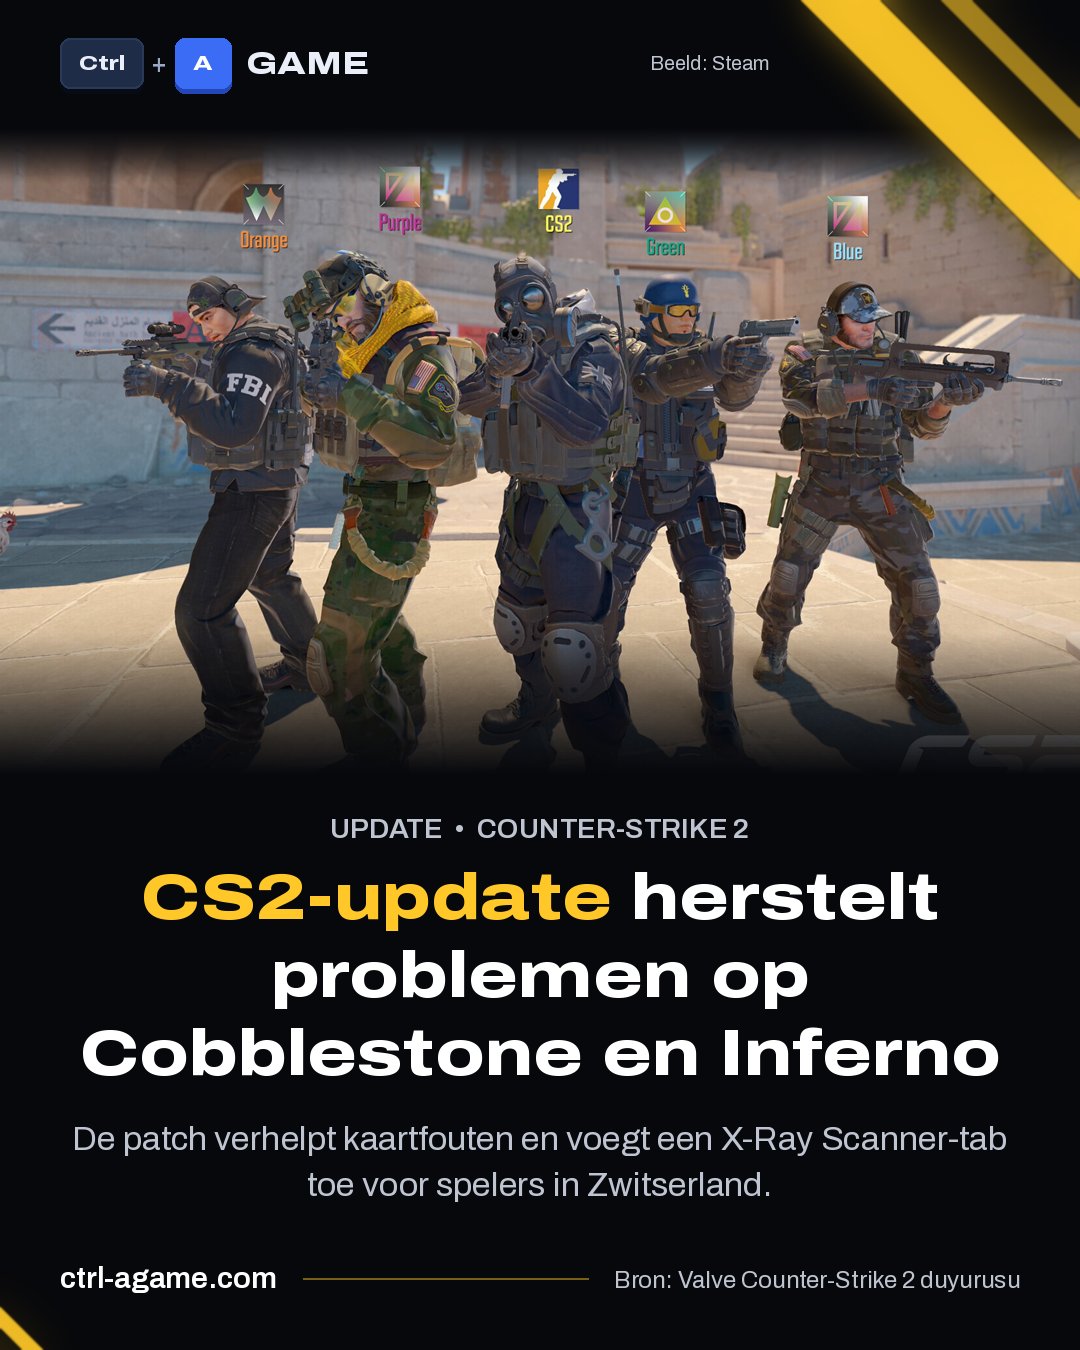 Ctrl + A GAME
Beeld: Steam
Orange
Purple
CS2
Green
Blue
FBI
UPDATE • COUNTER-STRIKE 2
CS2-update herstelt
problemen op
Cobblestone en Inferno
De patch verhelpt kaartfouten en voegt een X-Ray Scanner-tab
toe voor spelers in Zwitserland.
ctrl-agame.com
Bron: Valve Counter-Strike 2 duyurusu